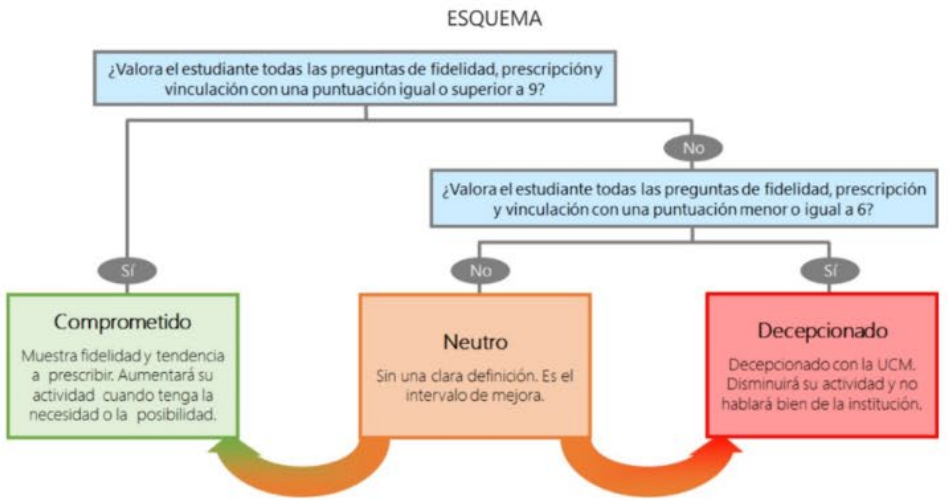 ESQUEMA
¿Valora el estudiante todas las preguntas de fidelidad, prescripción y
vinculación con una puntuación igual o superior a 9?
No
¿Valora el estudiante todas las preguntas de fidelidad, prescripción
y vinculación con una puntuación menor o igual a 6?
Sí
No
Sí
Comprometido
Muestra fidelidad y tendencia
a prescribir. Aumentará su
actividad cuando tenga la
necesidad o la posibilidad.
Neutro
Sin una clara definición. Es el
intervalo de mejora.
Decepcionado
Decepcionado con la UCM.
Disminuirá su actividad y no
hablará bien de la institución.